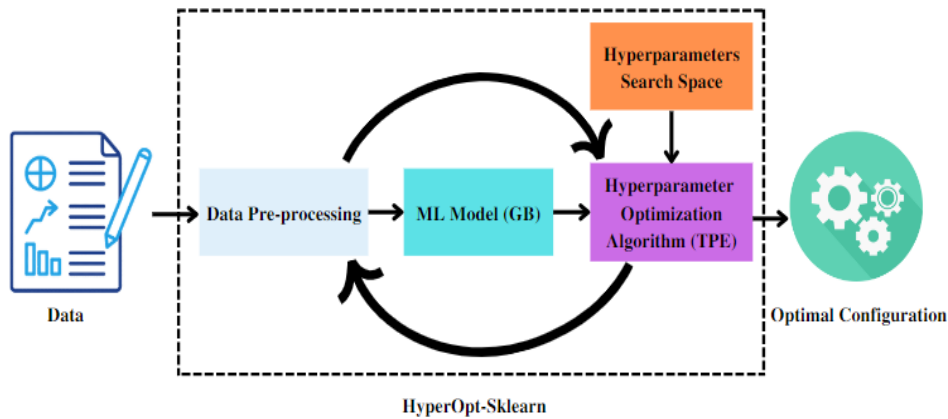 Hyperparameters
Search Space
Data Pre-processing
ML Model (GB)
Hyperparameter
Optimization
Algorithm (TPE)
Data
Optimal Configuration
HyperOpt-Sklearn